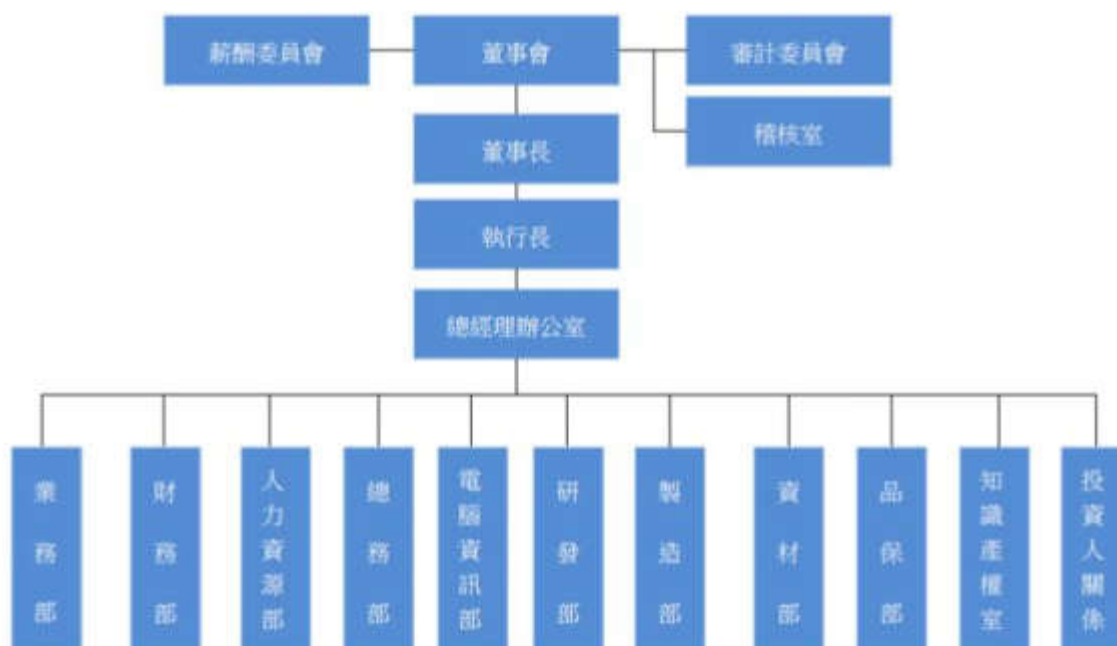 薪酬委員會
董事會
審計委員會
稽核室
董事長
執行長
總經理辦公室
業務部
財務部
人力資源部
總務部
電腦資訊部
研發部
製造部
資材部
品保部
知識產權室
投資人關係